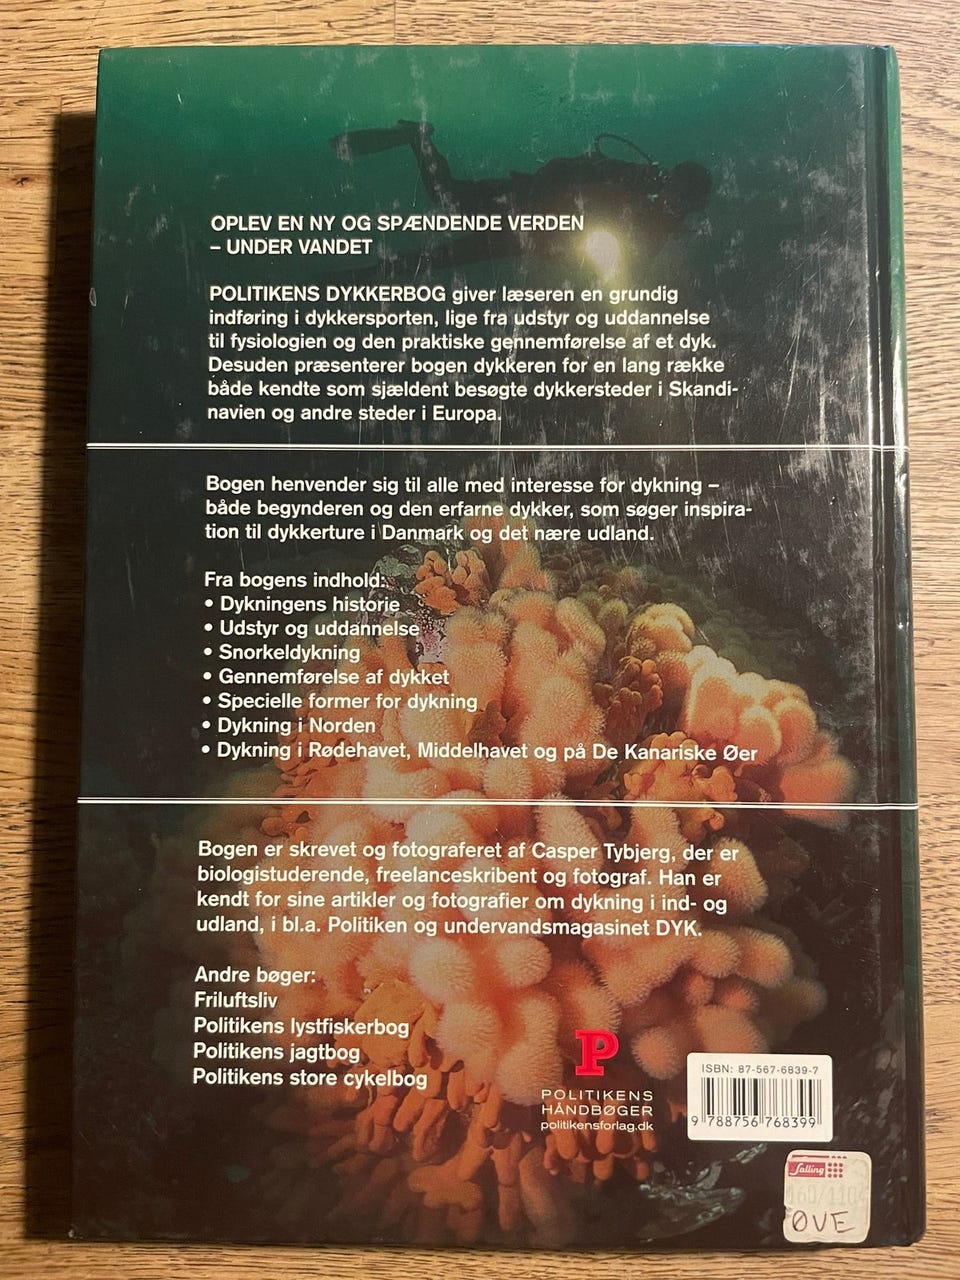 OPLEV EN NY OG SPÆNDENDE VERDEN
– UNDER VANDET
POLITIKENS DYKKERBOG giver læseren en grundig
indføring i dykkersporten, lige fra udstyr og uddannelse
til fysiologien og den praktiske gennemførelse af et dyk.
Desuden præsenterer bogen dykkeren for en lang række
både kendte som sjældent besøgte dykkersteder i Skandi-
navien og andre steder i Europa.
Bogen henvender sig til alle med interesse for dykning –
både begynderen og den erfarne dykker, som søger inspira-
tion til dykkerture i Danmark og det nære udland.
Fra bogens indhold:
• Dykningens historie
• Udstyr og uddannelse
• Snorkeldykning
• Gennemførelse af dykket
• Specielle former for dykning
• Dykning i Norden
• Dykning i Rødehavet, Middelhavet og på De Kanariske Øer
Bogen er skrevet og fotograferet af Casper Tybjerg, der er
biologistuderende, freelanceskribent og fotograf. Han er
kendt for sine artikler og fotografier om dykning i ind- og
udland, i bl.a. Politiken og undervandsmagasinet DYK.
Andre bøger:
Friluftsliv
Politikens lystfiskerbog
Politikens jagtbog
Politikens store cykelbog
P
POLITIKENS
HÅNDBØGER
politikensforlag.dk
ISBN: 87-567-6839-7
9 788756 768399
Salling
ØVE